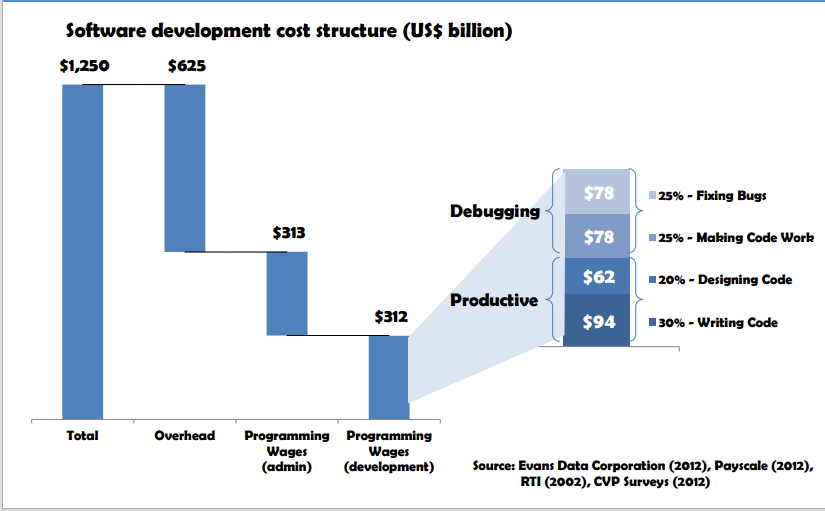 Software development cost structure (US$ billion)
$1,250
$625
$313
$312
Debugging
Productive
$78
$78
$62
$94
25% - Fixing Bugs
25% - Making Code Work
20% - Designing Code
30% - Writing Code
Total
Overhead
Programming
Wages
(admin)
Programming
Wages
(development)
Source: Evans Data Corporation (2012), Payscale (2012),
RTI (2002), CVP Surveys (2012)